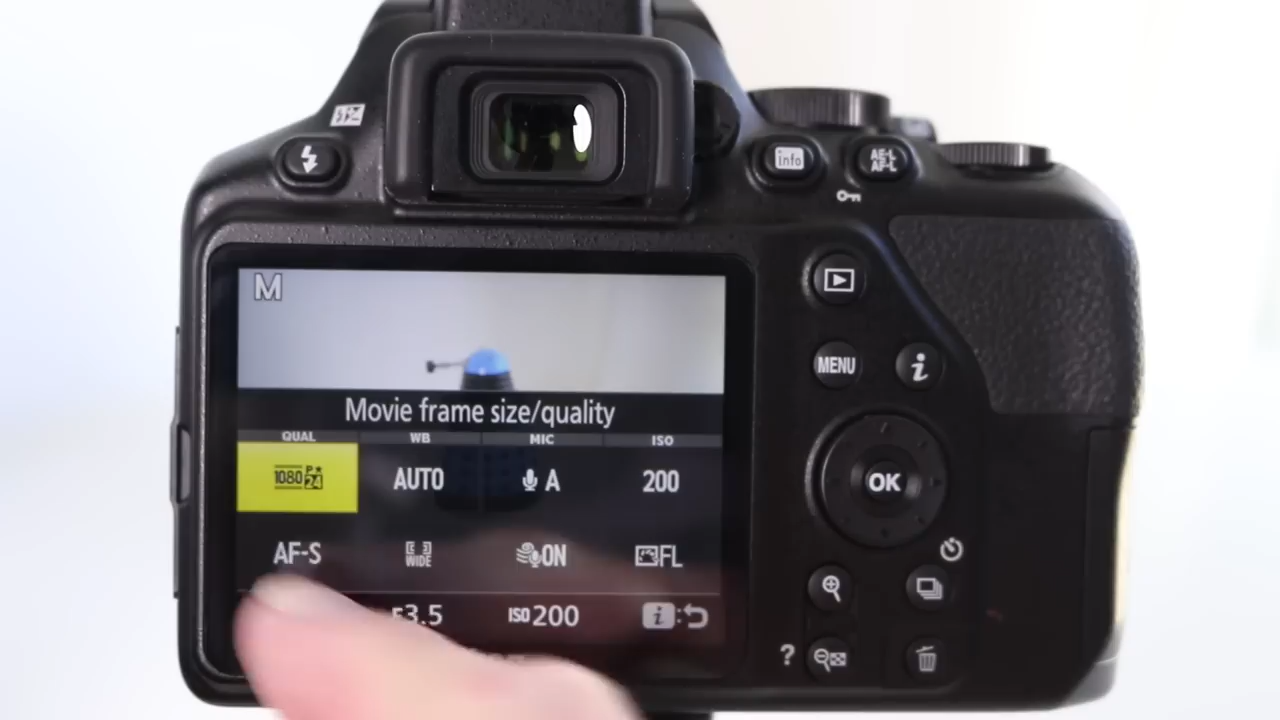 info
AE-L
AF-L
M
Movie frame size/quality
QUAL WB MIC ISO
1080 P★ 24 AUTO A 200
AF-S WIDE ON FL
3.5 ISO 200 i:
MENU i
OK
?